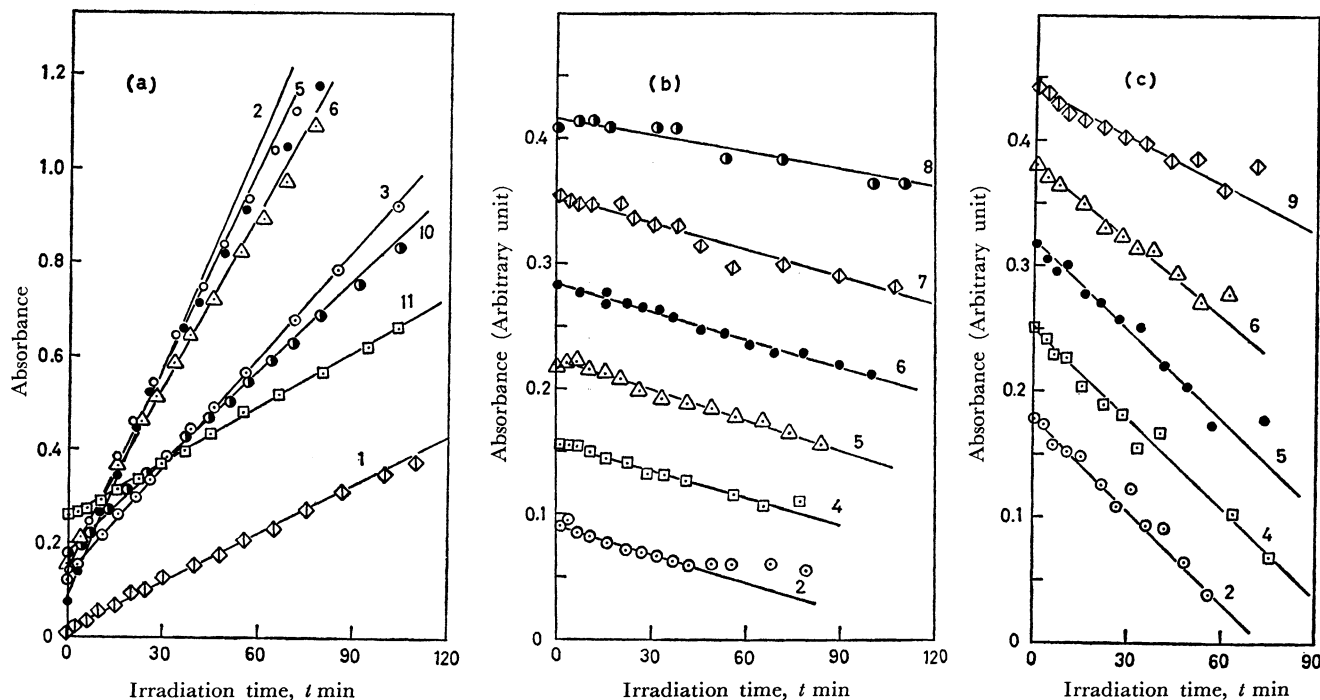 (a)
1.2
1.0
0.8
0.6
0.4
0.2
0
2
5
6
3
10
11
1
0 30 60 90 120
Absorbance
Irradiation time, t min
(b)
0.4
0.3
0.2
0.1
0
8
7
6
5
4
2
0 30 60 90 120
Absorbance (Arbitrary unit)
Irradiation time, t min
(c)
0.4
0.3
0.2
0.1
0
9
6
5
4
2
0 30 60 90
Absorbance (Arbitrary unit)
Irradiation time, t min